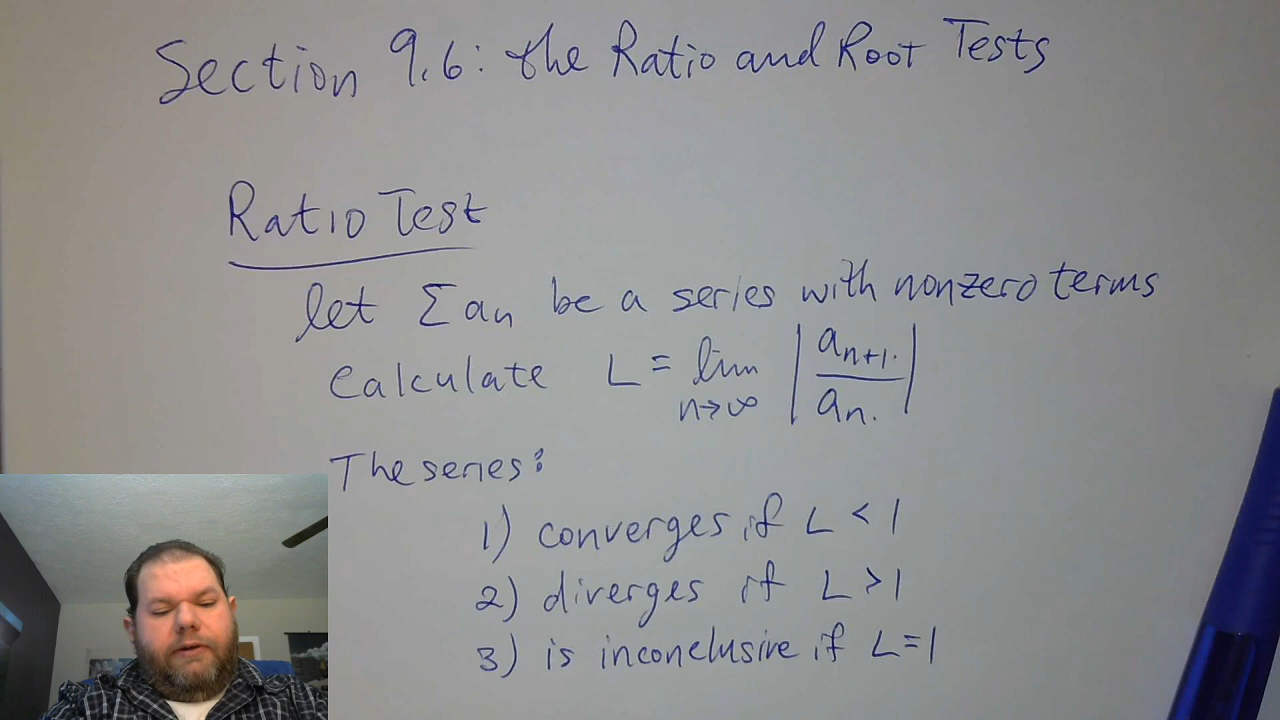 Section 9.6: the Ratio and Root Tests
Ratio Test
let Σ an be a series with nonzero terms
Calculate L = lim n→∞ | an+1 / an |
The series:
1) converges if L < 1
2) diverges if L > 1
3) is inconclusive if L = 1